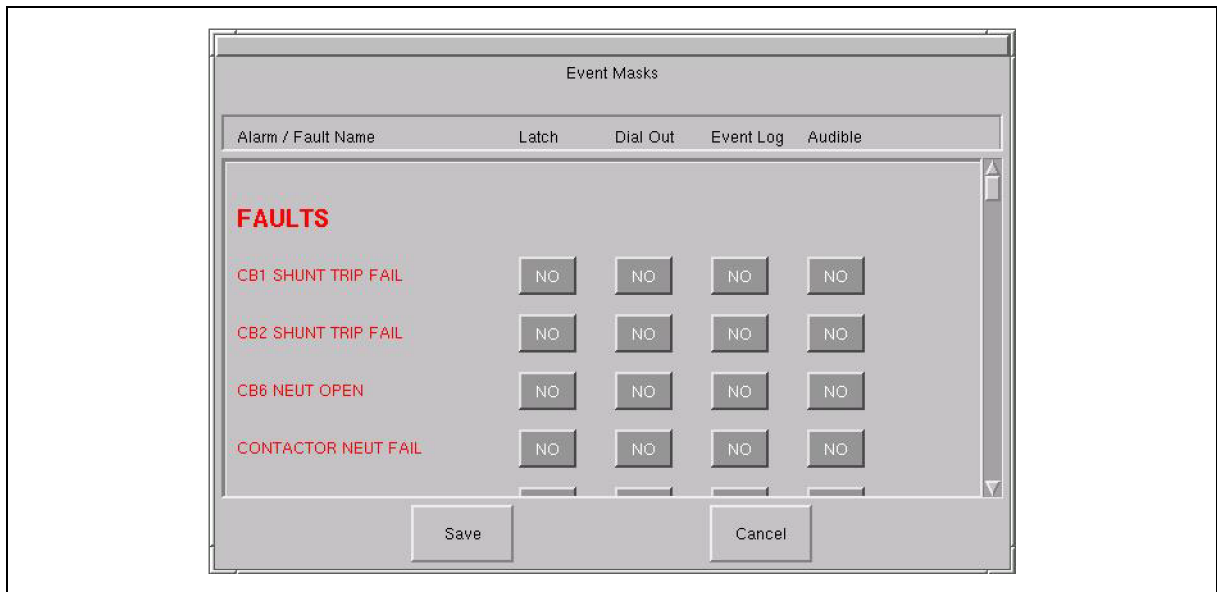 Event Masks
Alarm / Fault Name Latch Dial Out Event Log Audible
FAULTS
CB1 SHUNT TRIP FAIL NO NO NO NO
CB2 SHUNT TRIP FAIL NO NO NO NO
CB6 NEUT OPEN NO NO NO NO
CONTACTOR NEUT FAIL NO NO NO NO
Save Cancel